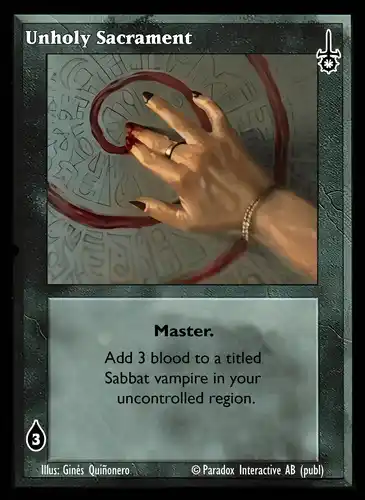 Unholy Sacrament
Master.
Add 3 blood to a titled
Sabbat vampire in your
uncontrolled region.
3
Illus: Ginés Quiñonero © Paradox Interactive AB (publ)